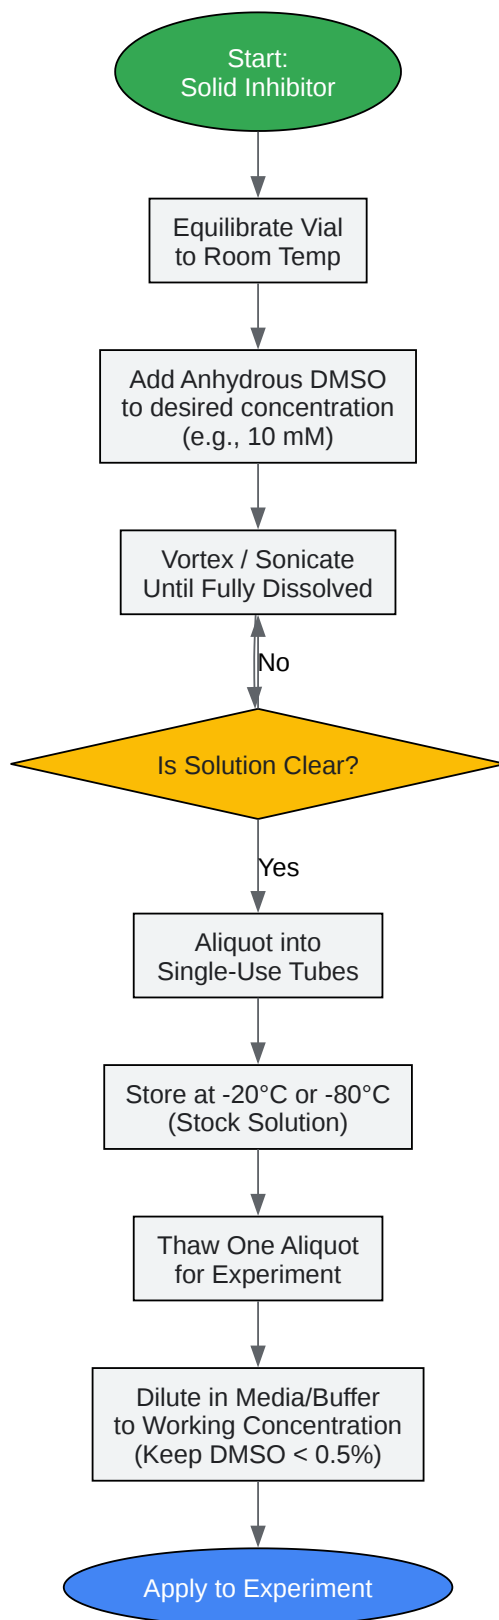 Start:
Solid Inhibitor
Equilibrate Vial
to Room Temp
Add Anhydrous DMSO
to desired concentration
(e.g., 10 mM)
Vortex / Sonicate
Until Fully Dissolved
No
Is Solution Clear?
Yes
Aliquot into
Single-Use Tubes
Store at -20°C or -80°C
(Stock Solution)
Thaw One Aliquot
for Experiment
Dilute in Media/Buffer
to Working Concentration
(Keep DMSO < 0.5%)
Apply to Experiment